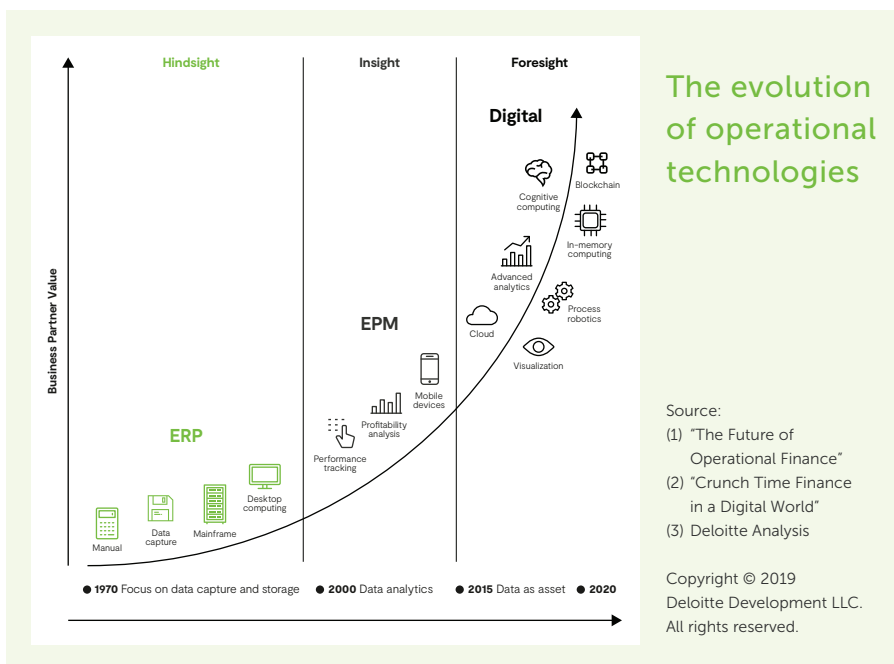 Hindsight
Insight
Foresight
Digital
Cognitive
computing
Blockchain
In-memory
computing
Advanced
analytics
Process
robotics
Cloud
Visualization
EPM
Mobile
devices
Profitability
analysis
Performance
tracking
ERP
Desktop
computing
Mainframe
Data
capture
Manual
Business Partner Value
1970 Focus on data capture and storage
2000 Data analytics
2015 Data as asset
2020
The evolution
of operational
technologies
Source:
(1) “The Future of
Operational Finance”
(2) “Crunch Time Finance
in a Digital World”
(3) Deloitte Analysis
Copyright © 2019
Deloitte Development LLC.
All rights reserved.